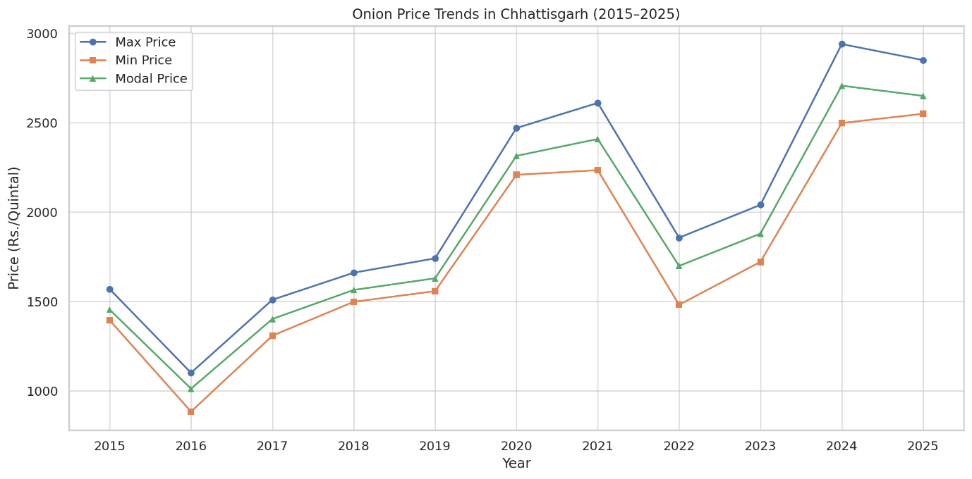 Onion Price Trends in Chhattisgarh (2015–2025)
Max Price
Min Price
Modal Price
Price (Rs./Quintal)
3000
2500
2000
1500
1000
2015 2016 2017 2018 2019 2020 2021 2022 2023 2024 2025
Year